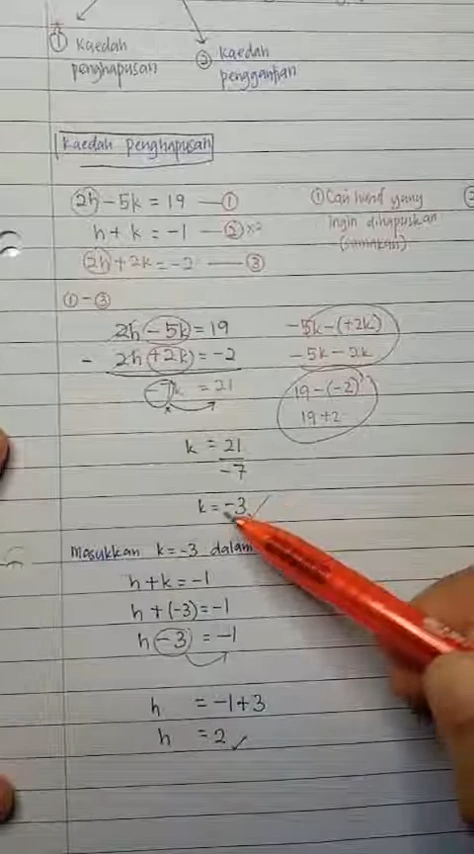 ① Kaedah penghapusan
② Kaedah penggantian
Kaedah Penghapusan
2h - 5k = 19 — ①
h + k = -1 — ② ×2
2h + 2k = -2 — ③
① Cari huruf yang
ingin dihapuskan
(samakan)
① - ③
2h - 5k = 19
- 2h + 2k = -2
-7k = 21
-5k - (+2k)
-5k - 2k
19 - (-2)
19 + 2
k = 21
-7
k = -3 ✓
Masukkan k = -3 dalam
h + k = -1
h + (-3) = -1
h - 3 = -1
h = -1 + 3
h = 2 ✓